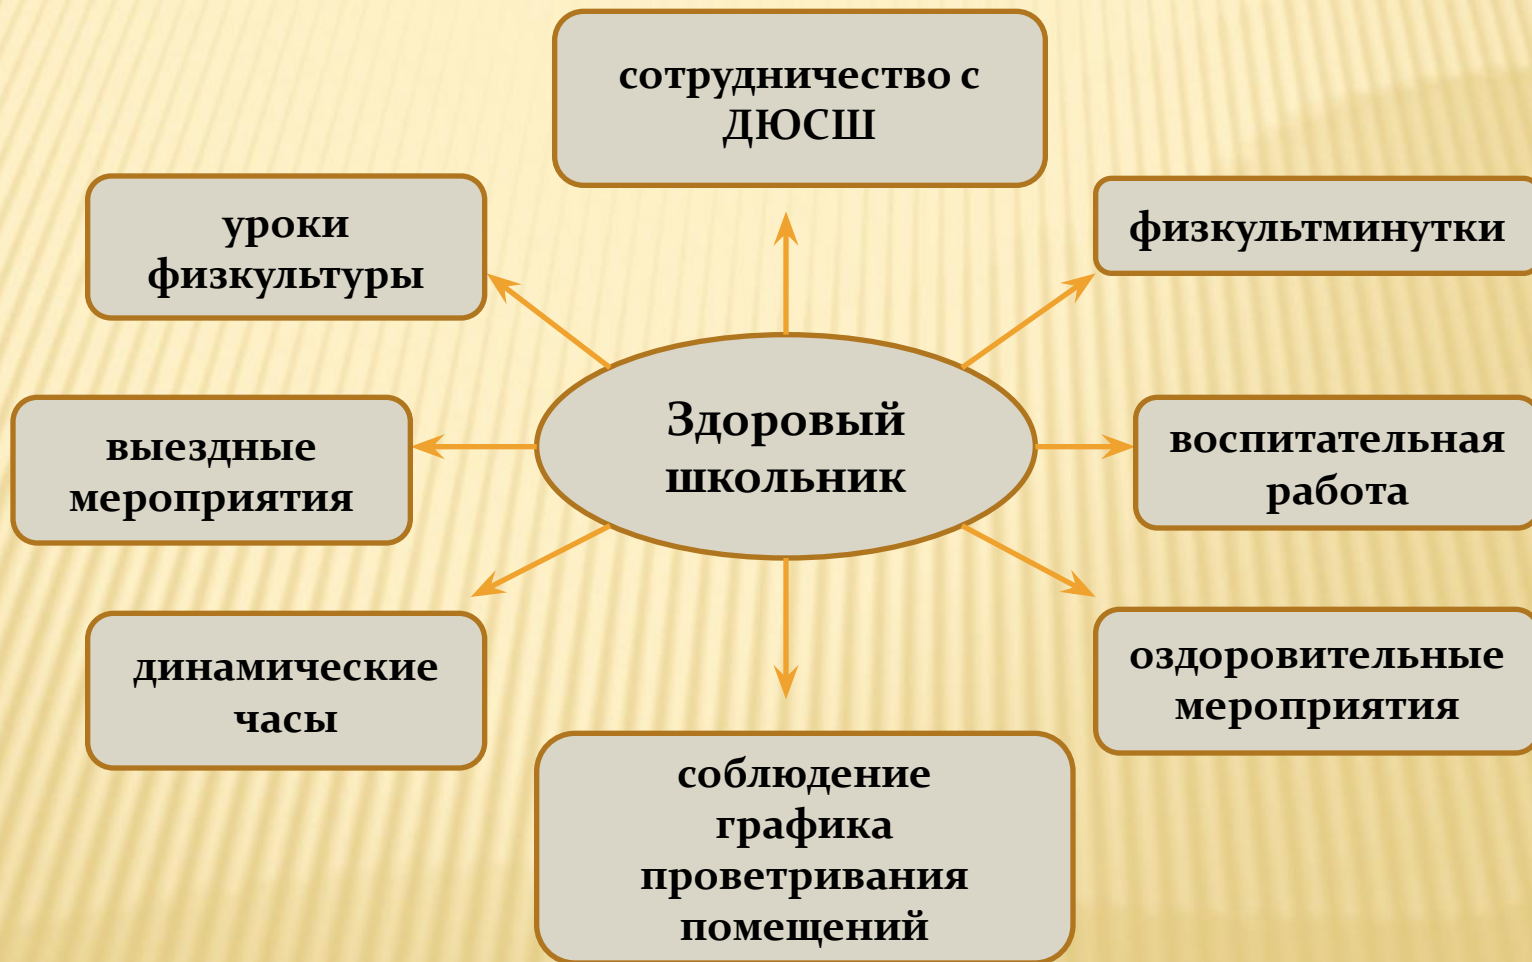 сотрудничество с
ДЮСШ
уроки
физкультуры
физкультминутки
Здоровый
школьник
выездные
мероприятия
воспитательная
работа
динамические
часы
оздоровительные
мероприятия
соблюдение
графика
проветривания
помещений